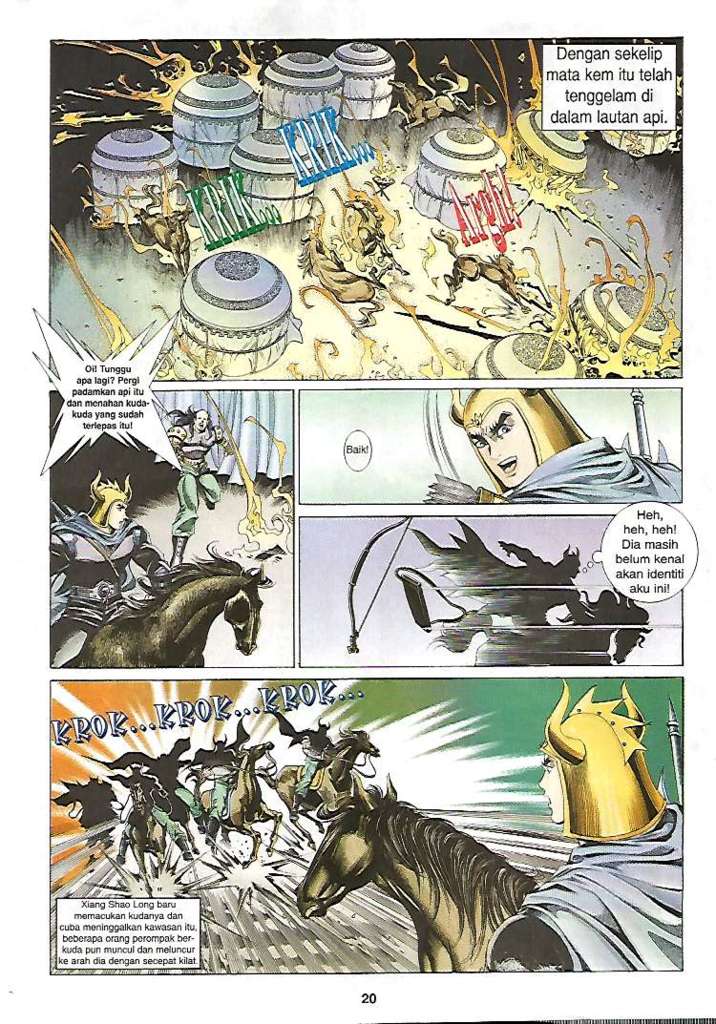 Dengan sekelip
mata kem itu telah
tenggelam di
dalam lautan api.
KRIK...
KRIK...
Argh!
Oi! Tunggu
apa lagi? Pergi
padamkan api itu
dan menahan kuda-
kuda yang sudah
terlepas itu!
Baik!
Heh,
heh, heh!
Dia masih
belum kenal
akan identiti
aku ini!
KROK...KROK...KROK...
Xiang Shao Long baru
memacukan kudanya dan
cuba meninggalkan kawasan itu,
beberapa orang perompak ber-
kuda pun muncul dan meluncur
ke arah dia dengan secepat kilat.
20